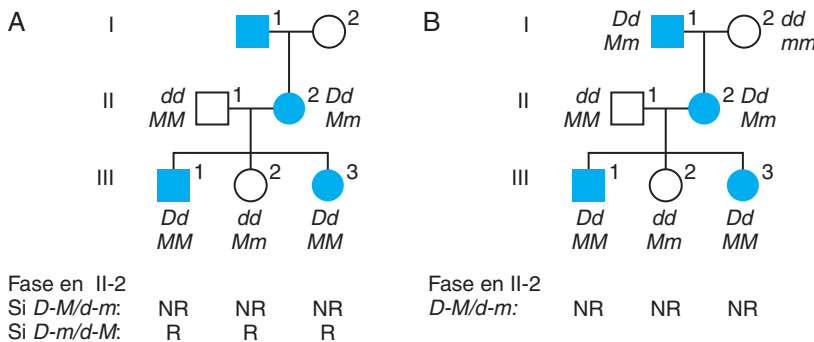 A
I
1
2
II
dd
MM
1
2
Dd
Mm
III
1
2
3
Dd
MM
dd
Mm
Dd
MM
Fase en II-2
Si D-M/d-m: NR NR NR
Si D-m/d-M: R R R
B
I
Dd
Mm
1
2
dd
mm
II
dd
MM
1
2
Dd
Mm
III
1
2
3
Dd
MM
dd
Mm
Dd
MM
Fase en II-2
D-M/d-m: NR NR NR